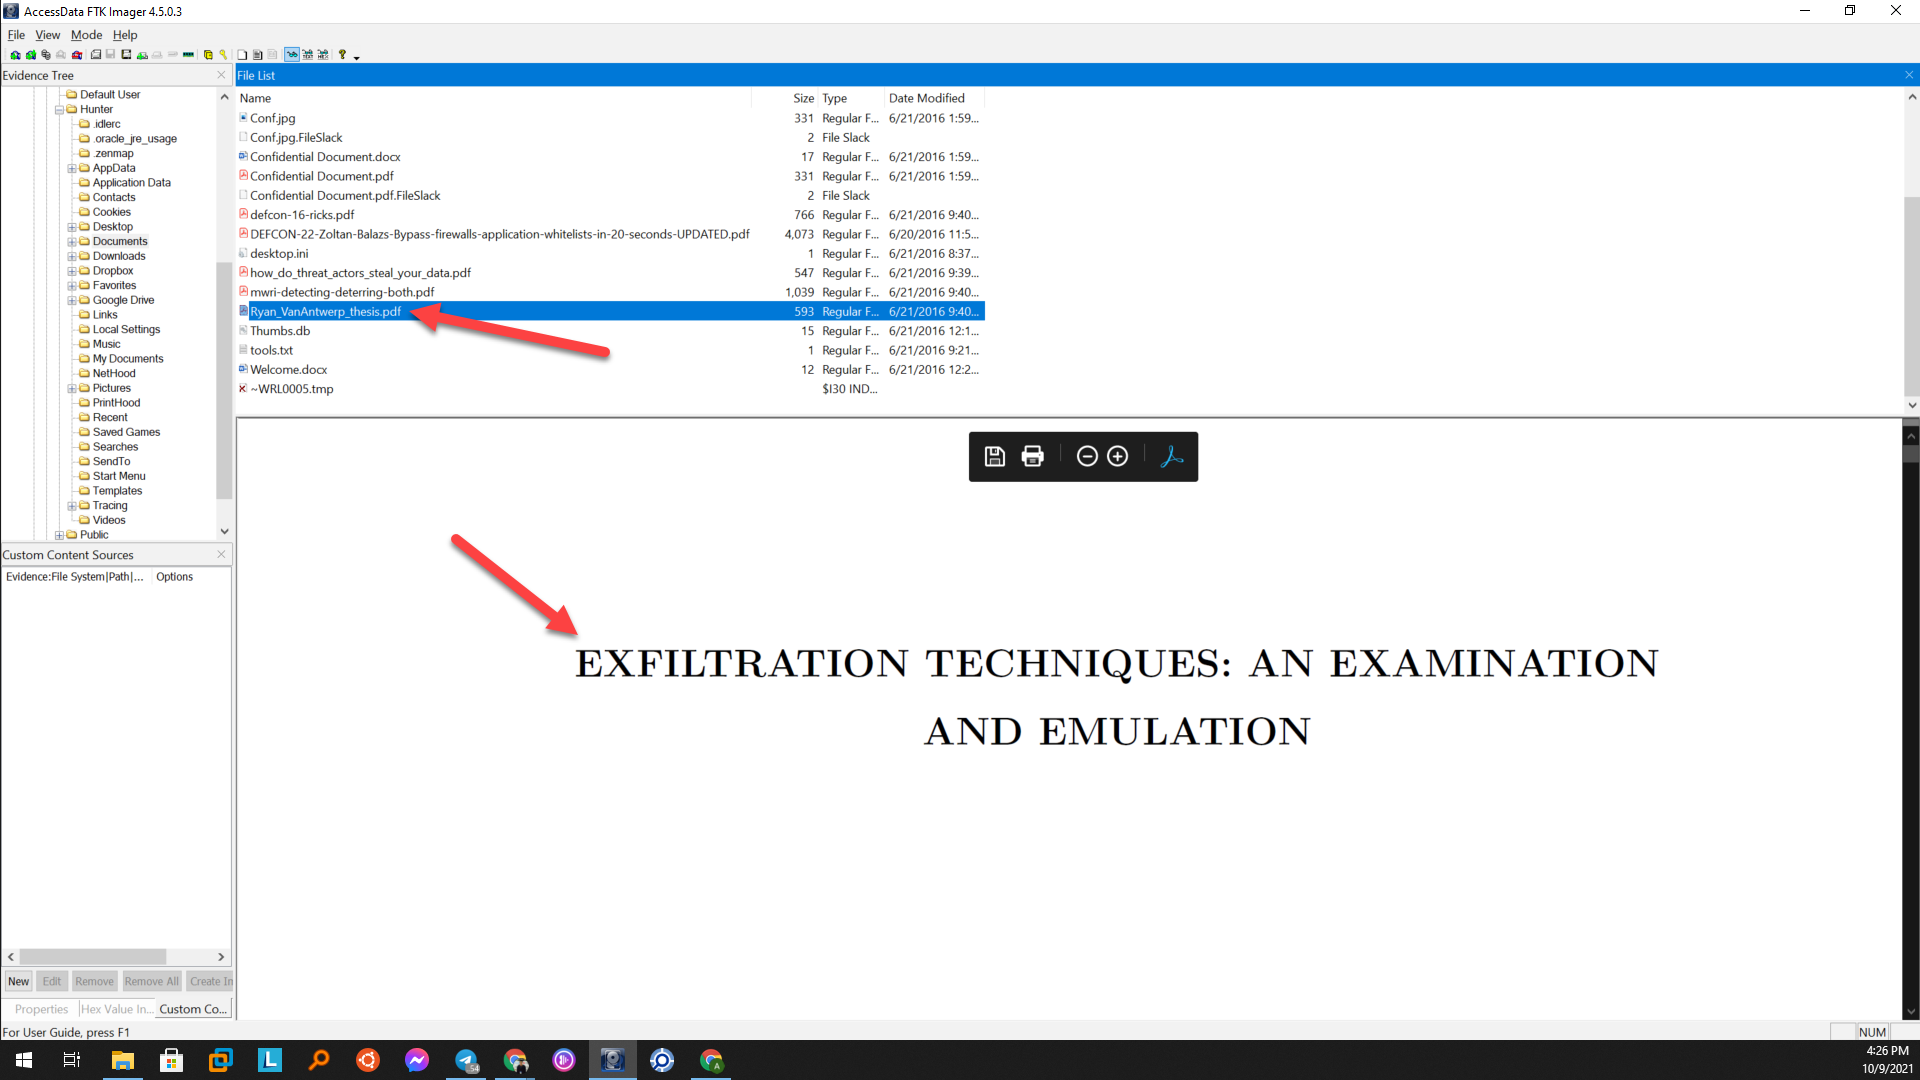 AccessData FTK Imager 4.5.0.3
File View Mode Help
Evidence Tree
Default User
Hunter
.idlerc
.oracle_jre_usage
.zenmap
AppData
Application Data
Contacts
Cookies
Desktop
Documents
Downloads
Dropbox
Favorites
Google Drive
Links
Local Settings
Music
My Documents
NetHood
Pictures
PrintHood
Recent
Saved Games
Searches
SendTo
Start Menu
Templates
Tracing
Videos
Public
Custom Content Sources
Evidence:File System|Path|... Options
New Edit Remove Remove All Create In
Properties Hex Value In... Custom Co...
File List
Name Size Type Date Modified
Conf.jpg 331 Regular F... 6/21/2016 1:59...
Conf.jpg.FileSlack 2 File Slack
Confidential Document.docx 17 Regular F... 6/21/2016 1:59...
Confidential Document.pdf 331 Regular F... 6/21/2016 1:59...
Confidential Document.pdf.FileSlack 2 File Slack
defcon-16-ricks.pdf 766 Regular F... 6/21/2016 9:40...
DEFCON-22-Zoltan-Balazs-Bypass-firewalls-application-whitelists-in-20-seconds-UPDATED.pdf 4,073 Regular F... 6/20/2016 11:5...
desktop.ini 1 Regular F... 6/21/2016 8:37...
how_do_threat_actors_steal_your_data.pdf 547 Regular F... 6/21/2016 9:39...
mwri-detecting-deterring-both.pdf 1,039 Regular F... 6/21/2016 9:40...
Ryan_VanAntwerp_thesis.pdf 593 Regular F... 6/21/2016 9:40...
Thumbs.db 15 Regular F... 6/21/2016 12:1...
tools.txt 1 Regular F... 6/21/2016 9:21...
Welcome.docx 12 Regular F... 6/21/2016 12:2...
~WRL0005.tmp $I30 IND...
EXFILTRATION TECHNIQUES: AN EXAMINATION
AND EMULATION
For User Guide, press F1
NUM
54
A
4:26 PM
10/9/2021